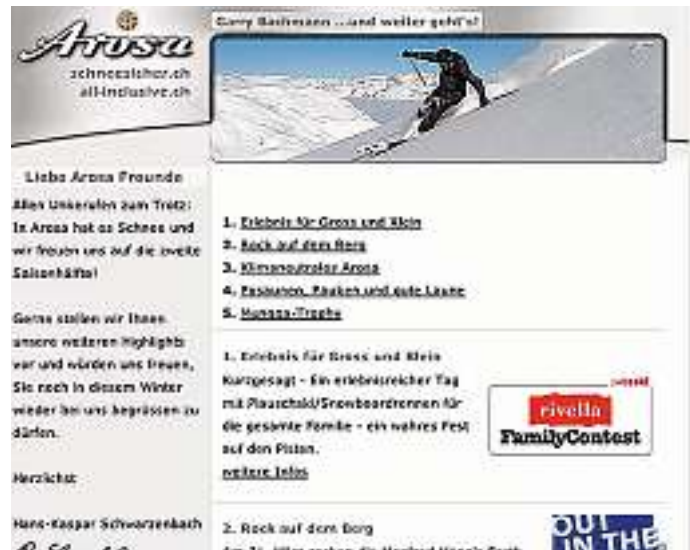 Arosa
schneesicher.ch
all-inclusive.ch
Garry Bachmann ...und weiter geht's!
Liebe Arosa Freunde
Allen Unkerufen zum Trotz:
In Arosa hat es Schnee und
wir freuen uns auf die zweite
Saisonhälfte!
Gerne stellen wir Ihnen
unsere weiteren Highlights
vor und würden uns freuen,
Sie noch in diesem Winter
wieder bei uns begrüssen zu
dürfen.
Herzlichst
Hans-Kaspar Schwarzenbach
1. Erlebnis für Gross und Klein
2. Rock auf dem Berg
3. Klimaneutrales Arosa
4. Posaunen, Pauken und gute Laune
5. Humor-Trophy
1. Erlebnis für Gross und Klein
Kurzgesagt - Ein erlebnisreicher Tag
mit Plauschski/Snowboardrennen für
die gesamte Familie - ein wahres Fest
auf den Pisten.
weitere Infos
rivella
FamilyContest
2. Rock auf dem Berg
OUT
IN THE